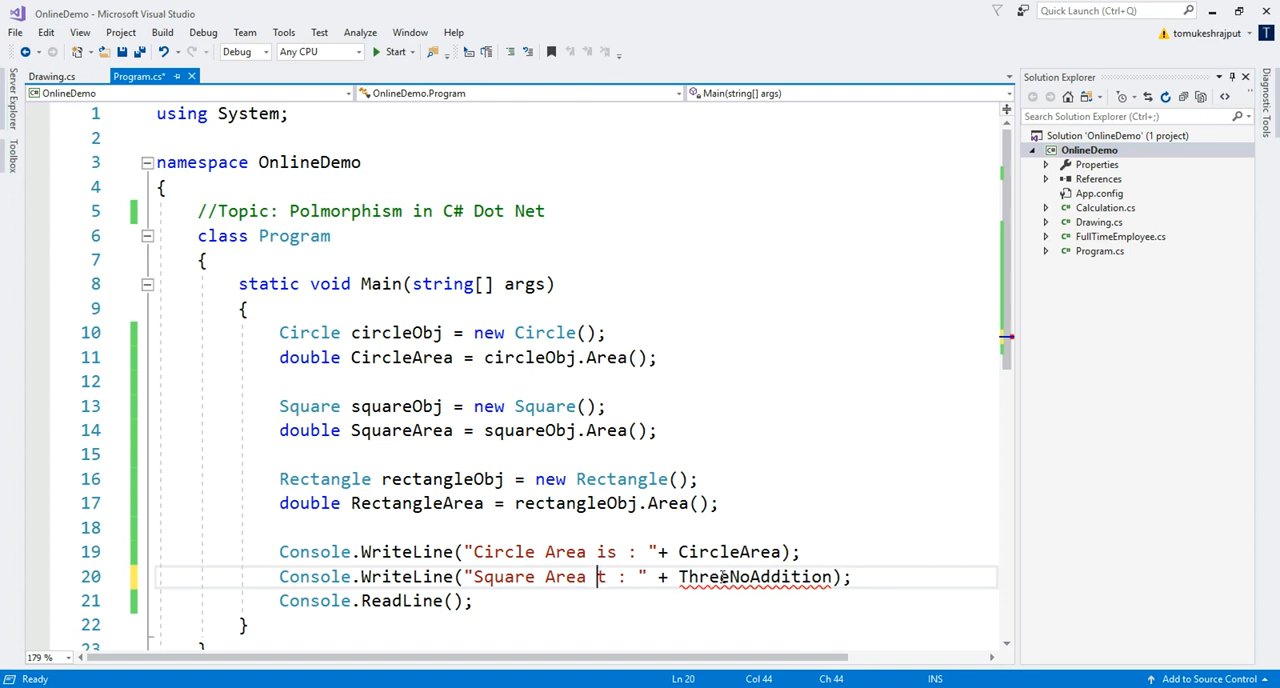 OnlineDemo - Microsoft Visual Studio
Quick Launch (Ctrl+Q)
File Edit View Project Build Debug Team Tools Test Analyze Window Help
tomukeshrajput T
Debug Any CPU Start
Drawing.cs Program.cs*
OnlineDemo OnlineDemo.Program Main(string[] args)
Server Explorer
Toolbox
1 using System;
2
3 namespace OnlineDemo
4 {
5 //Topic: Polmorphism in C# Dot Net
6 class Program
7 {
8 static void Main(string[] args)
9 {
10 Circle circleObj = new Circle();
11 double CircleArea = circleObj.Area();
12
13 Square squareObj = new Square();
14 double SquareArea = squareObj.Area();
15
16 Rectangle rectangleObj = new Rectangle();
17 double RectangleArea = rectangleObj.Area();
18
19 Console.WriteLine("Circle Area is : "+ CircleArea);
20 Console.WriteLine("Square Area t : " + ThreeNoAddition);
21 Console.ReadLine();
22 }
23 }
179 %
Solution Explorer
Search Solution Explorer (Ctrl+;)
Solution 'OnlineDemo' (1 project)
C# OnlineDemo
Properties
References
App.config
C# Calculation.cs
C# Drawing.cs
C# FullTimeEmployee.cs
C# Program.cs
Diagnostic Tools
Ready Ln 20 Col 44 Ch 44 INS Add to Source Control